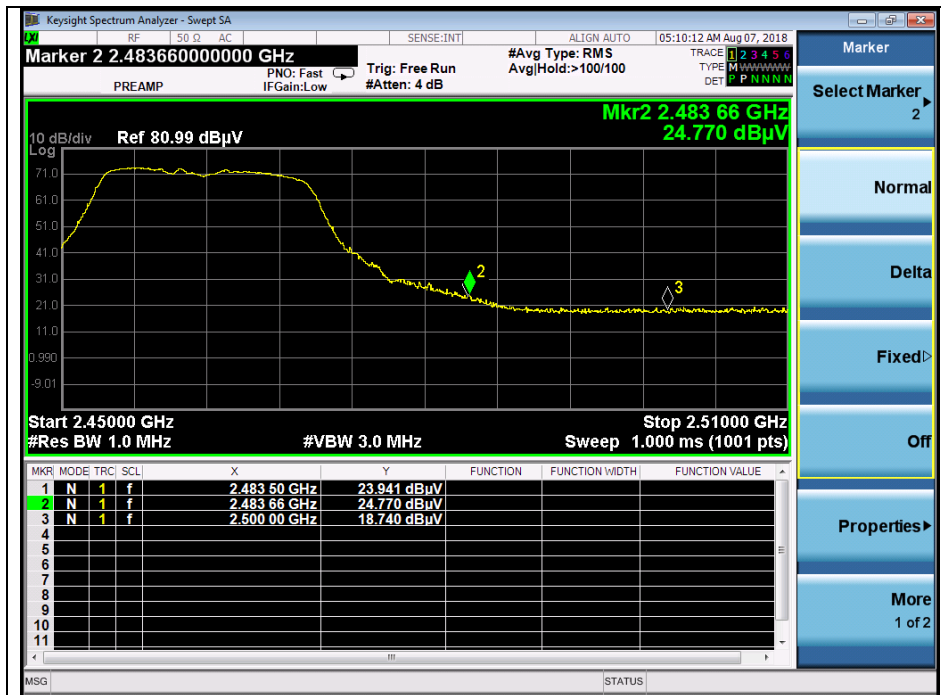 Keysight Spectrum Analyzer - Swept SA
LXI RF 50 Ω AC SENSE:INT ALIGN AUTO 05:10:12 AM Aug 07, 2018
Marker 2 2.483660000000 GHz
PREAMP
PNO: Fast
IFGain:Low
Trig: Free Run
#Atten: 4 dB
#Avg Type: RMS
Avg|Hold:>100/100
TRACE 1 2 3 4 5 6
TYPE M W W W W W
DET P P N N N N
Mkr2 2.483 66 GHz
24.770 dBµV
10 dB/div Ref 80.99 dBµV
Log
71.0
61.0
51.0
41.0
31.0
21.0
11.0
0.990
-9.01
2
3
Start 2.45000 GHz Stop 2.51000 GHz
#Res BW 1.0 MHz #VBW 3.0 MHz Sweep 1.000 ms (1001 pts)
MKR MODE TRC SCL X Y FUNCTION FUNCTION WIDTH FUNCTION VALUE
1 N 1 f 2.483 50 GHz 23.941 dBµV
2 N 1 f 2.483 66 GHz 24.770 dBµV
3 N 1 f 2.500 00 GHz 18.740 dBµV
4
5
6
7
8
9
10
11
MSG STATUS
Marker
Select Marker
2
Normal
Delta
Fixed
Off
Properties
More
1 of 2